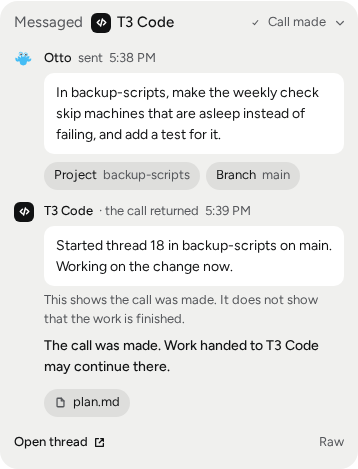 Messaged T3 Code Call made
Otto sent 5:38 PM
In backup-scripts, make the weekly check
skip machines that are asleep instead of
failing, and add a test for it.
Project backup-scripts Branch main
T3 Code · the call returned 5:39 PM
Started thread 18 in backup-scripts on main.
Working on the change now.
This shows the call was made. It does not show
that the work is finished.
The call was made. Work handed to T3 Code
may continue there.
plan.md
Open thread Raw